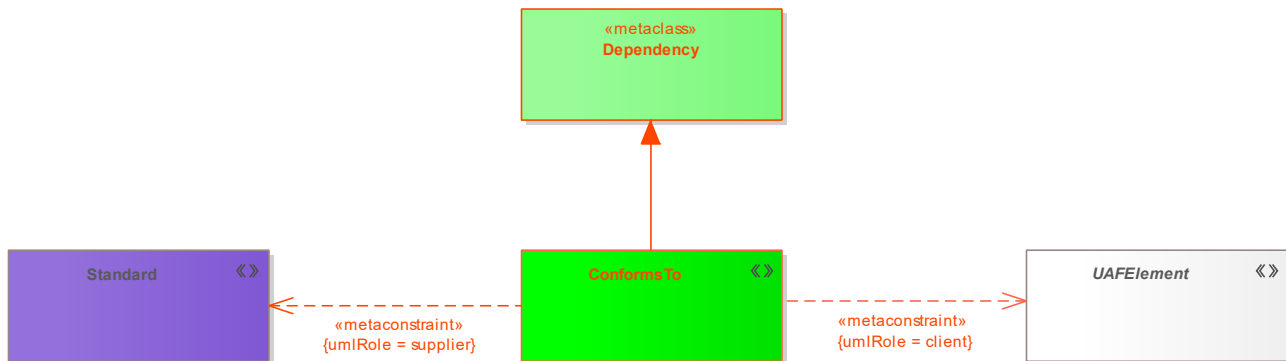 «metaclass»
Dependency
Standard «»
ConformsTo «»
UAFElement «»
«metaconstraint»
{umlRole = supplier}
«metaconstraint»
{umlRole = client}